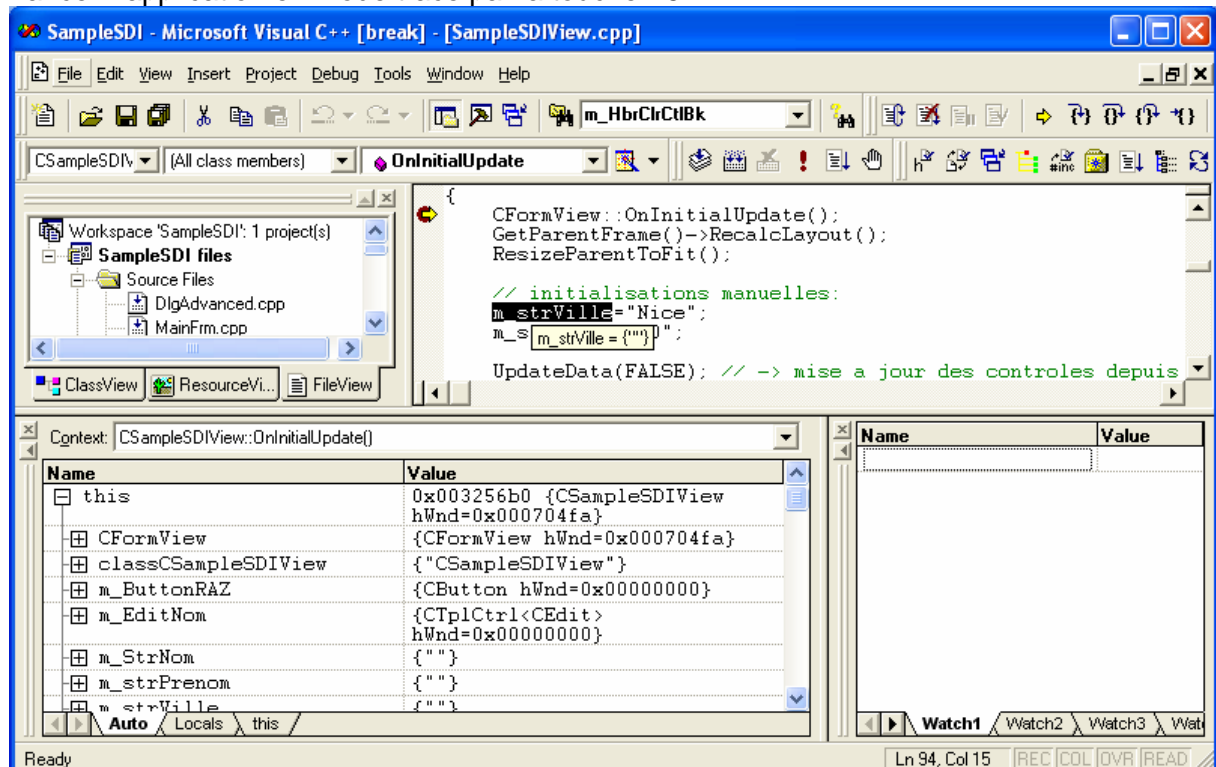 SampleSDI - Microsoft Visual C++ [break] - [SampleSDIView.cpp]
File Edit View Insert Project Debug Tools Window Help
m_HbrClrCtlBk
CSampleSDIV (All class members) OnInitialUpdate
#inc
Workspace 'SampleSDI': 1 project(s)
SampleSDI files
Source Files
DlgAdvanced.cpp
MainFrm.cpp
ClassView ResourceVi... FileView
{
CFormView::OnInitialUpdate();
GetParentFrame()->RecalcLayout();
ResizeParentToFit();
// initialisations manuelles:
m_strVille="Nice";
m_s
m_strVille = {""}
";
UpdateData(FALSE); // -> mise a jour des controles depuis
Context: CSampleSDIView::OnInitialUpdate()
Name Value
this 0x003256b0 {CSampleSDIView
hWnd=0x000704fa}
CFormView {CFormView hWnd=0x000704fa}
classCSampleSDIView {"CSampleSDIView"}
m_ButtonRAZ {CButton hWnd=0x00000000}
m_EditNom {CTplCtrl<CEdit>
hWnd=0x00000000}
m_StrNom {""}
m_strPrenom {""}
m_strVille {""}
Auto Locals this
Name Value
Watch1 Watch2 Watch3 Wat
Ready Ln 94, Col 15 REC COL OVR READ